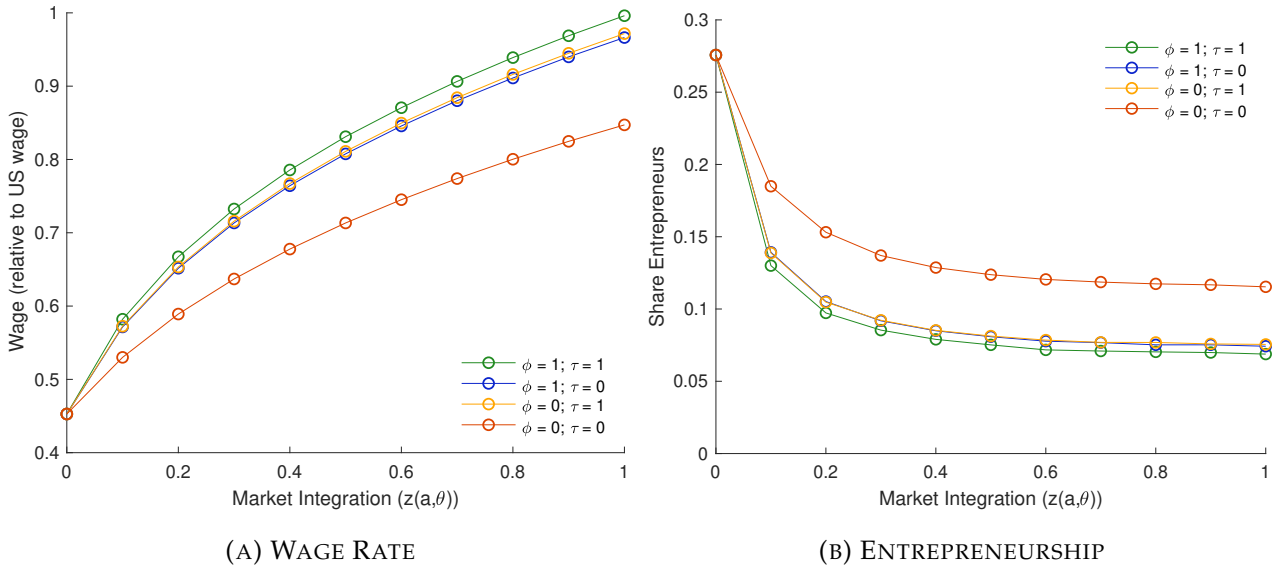 1
0.9
0.8
0.7
0.6
0.5
0.4
Wage (relative to US wage)
0 0.2 0.4 0.6 0.8 1
Market Integration (z(a,θ))
ϕ = 1; τ = 1
ϕ = 1; τ = 0
ϕ = 0; τ = 1
ϕ = 0; τ = 0
(A) WAGE RATE
0.3
0.25
0.2
0.15
0.1
0.05
0
Share Entrepreneurs
0 0.2 0.4 0.6 0.8 1
Market Integration (z(a,θ))
ϕ = 1; τ = 1
ϕ = 1; τ = 0
ϕ = 0; τ = 1
ϕ = 0; τ = 0
(B) ENTREPRENEURSHIP